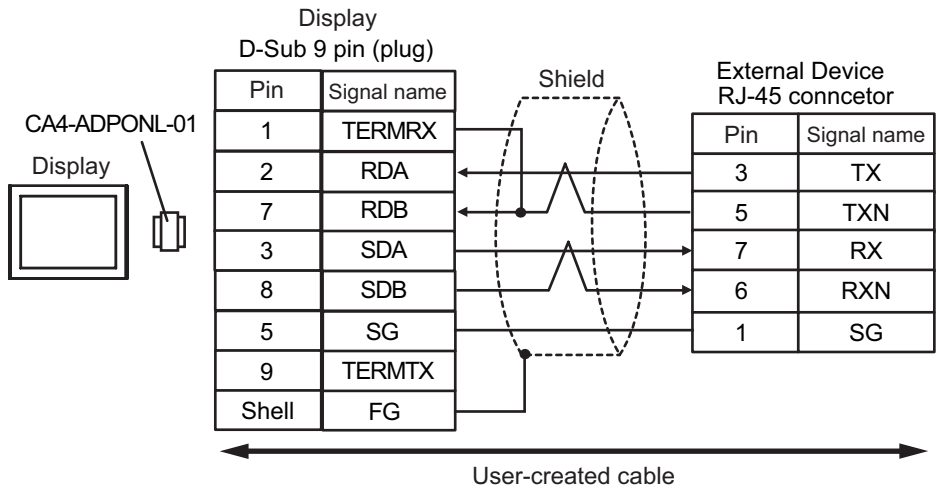 Display
D-Sub 9 pin (plug)
Pin Signal name
1 TERMRX
2 RDA
7 RDB
3 SDA
8 SDB
5 SG
9 TERMTX
Shell FG
CA4-ADPONL-01
Display
Shield
External Device
RJ-45 conncetor
Pin Signal name
3 TX
5 TXN
7 RX
6 RXN
1 SG
User-created cable